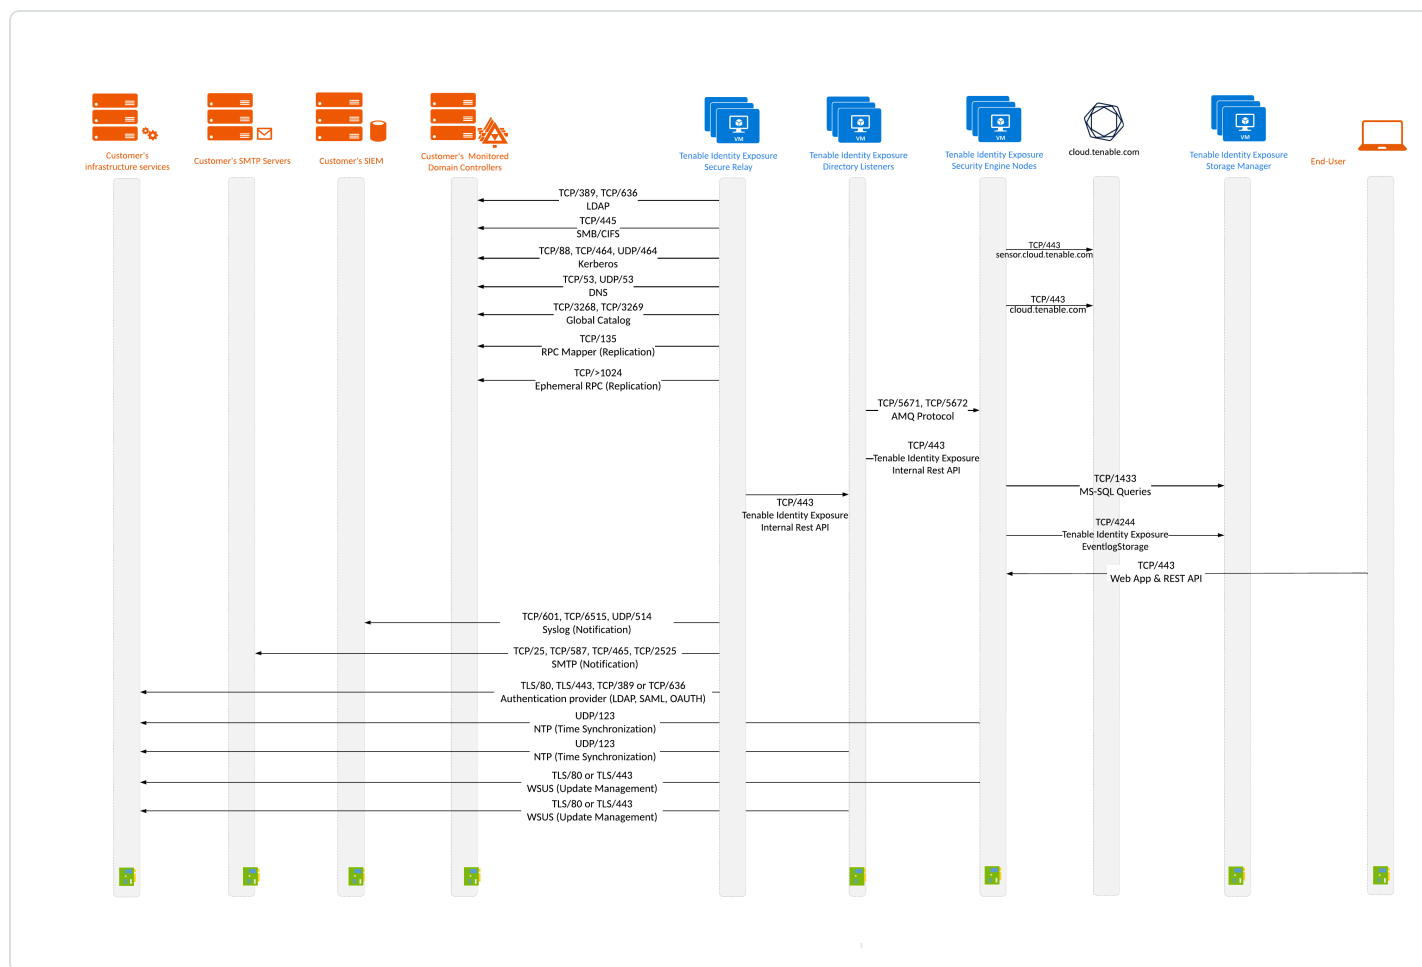 Customer's
infrastructure services
Customer's SMTP Servers
Customer's SIEM
Customer's Monitored
Domain Controllers
VM
Tenable Identity Exposure
Secure Relay
VM
Tenable Identity Exposure
Directory Listeners
VM
Tenable Identity Exposure
Security Engine Nodes
cloud.tenable.com
VM
Tenable Identity Exposure
Storage Manager
End-User
TCP/389, TCP/636
LDAP
TCP/445
SMB/CIFS
TCP/88, TCP/464, UDP/464
Kerberos
TCP/53, UDP/53
DNS
TCP/3268, TCP/3269
Global Catalog
TCP/135
RPC Mapper (Replication)
TCP/>1024
Ephemeral RPC (Replication)
TCP/443
sensor.cloud.tenable.com
TCP/443
cloud.tenable.com
TCP/5671, TCP/5672
AMQ Protocol
TCP/443
Tenable Identity Exposure
Internal Rest API
TCP/443
Tenable Identity Exposure
Internal Rest API
TCP/1433
MS-SQL Queries
TCP/4244
Tenable Identity Exposure
EventlogStorage
TCP/443
Web App & REST API
TCP/601, TCP/6515, UDP/514
Syslog (Notification)
TCP/25, TCP/587, TCP/465, TCP/2525
SMTP (Notification)
TLS/80, TLS/443, TCP/389 or TCP/636
Authentication provider (LDAP, SAML, OAUTH)
UDP/123
NTP (Time Synchronization)
UDP/123
NTP (Time Synchronization)
TLS/80 or TLS/443
WSUS (Update Management)
TLS/80 or TLS/443
WSUS (Update Management)